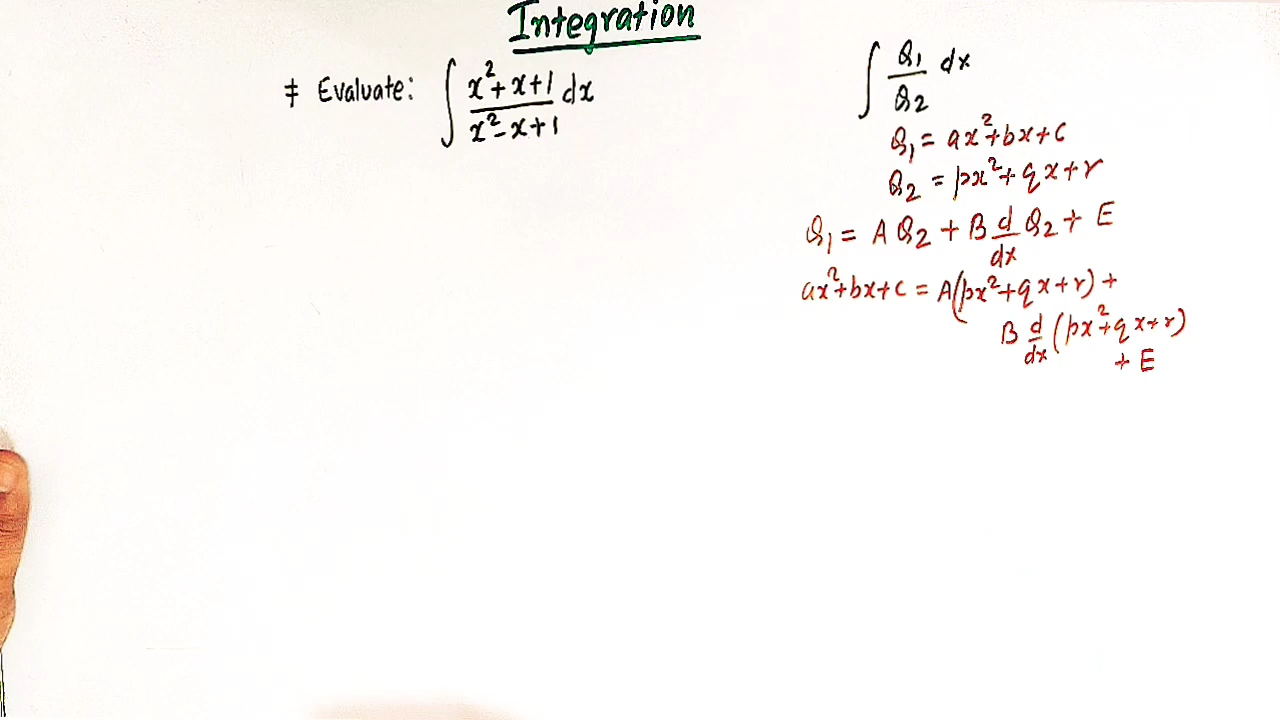 Integration
# Evaluate: ∫ (x²+x+1)/(x²-x+1) dx
∫ Q₁/Q₂ dx
Q₁ = ax²+bx+c
Q₂ = px²+qx+r
Q₁ = A Q₂ + B d/dx Q₂ + E
ax²+bx+c = A(px²+qx+r) +
B d/dx (px²+qx+r)
+ E